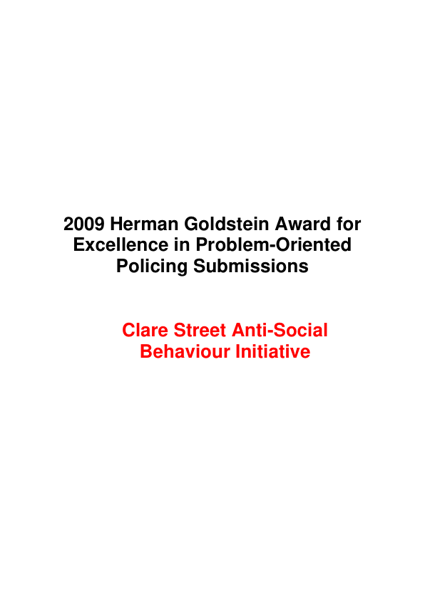 2009 Herman Goldstein Award for
Excellence in Problem-Oriented
Policing Submissions
Clare Street Anti-Social
Behaviour Initiative